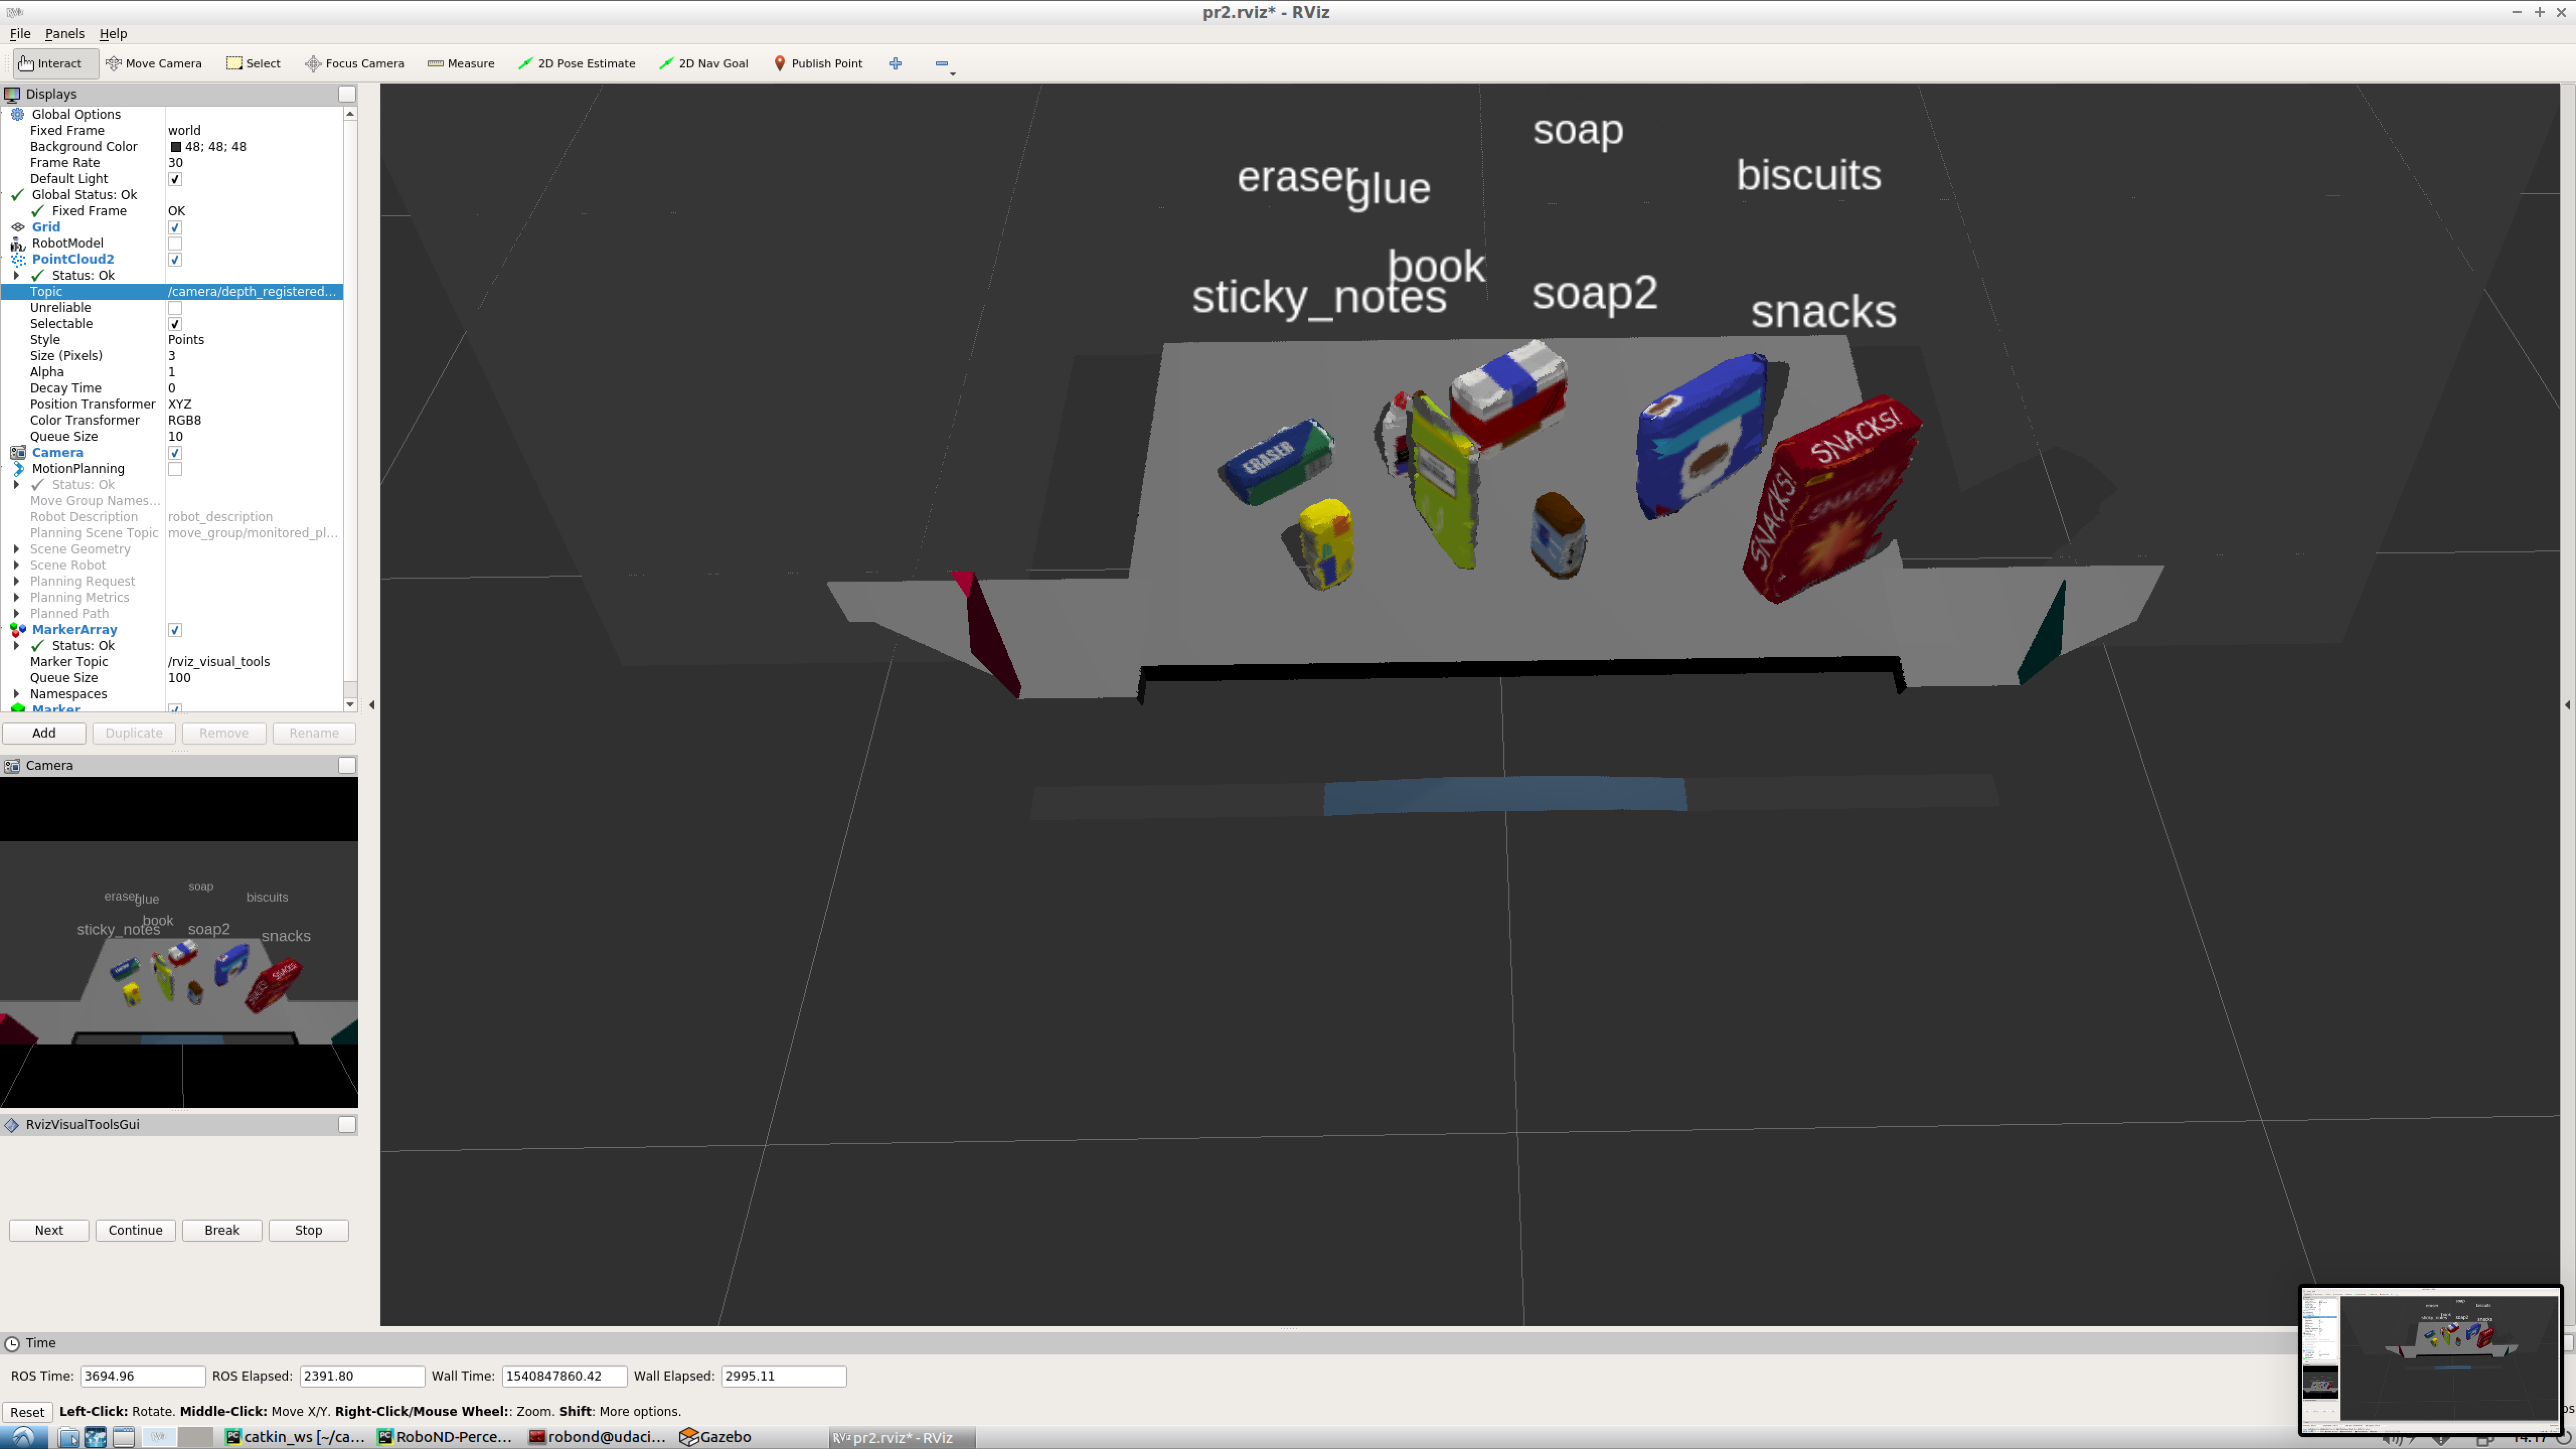 pr2.rviz* - RViz
File Panels Help
Interact Move Camera Select Focus Camera Measure 2D Pose Estimate 2D Nav Goal Publish Point
Displays
Global Options
Fixed Frame world
Background Color 48; 48; 48
Frame Rate 30
Default Light
Global Status: Ok
Fixed Frame OK
Grid
RobotModel
PointCloud2
Status: Ok
Topic /camera/depth_registered...
Unreliable
Selectable
Style Points
Size (Pixels) 3
Alpha 1
Decay Time 0
Position Transformer XYZ
Color Transformer RGB8
Queue Size 10
Camera
MotionPlanning
Status: Ok
Move Group Names...
Robot Description robot_description
Planning Scene Topic move_group/monitored_pl...
Scene Geometry
Scene Robot
Planning Request
Planning Metrics
Planned Path
MarkerArray
Status: Ok
Marker Topic /rviz_visual_tools
Queue Size 100
Namespaces
Marker
Add Duplicate Remove Rename
Camera
soap
eraser glue biscuits
book
sticky_notes soap2 snacks
RvizVisualToolsGui
Next Continue Break Stop
soap
eraser glue biscuits
book
sticky_notes soap2 snacks
ERASER
SNACKS!
SNACKS!
SNACKS!
Time
ROS Time: 3694.96 ROS Elapsed: 2391.80 Wall Time: 1540847860.42 Wall Elapsed: 2995.11
Reset Left-Click: Rotate. Middle-Click: Move X/Y. Right-Click/Mouse Wheel:: Zoom. Shift: More options.
catkin_ws [~/ca... RoboND-Perce... robond@udaci... Gazebo pr2.rviz* - RViz